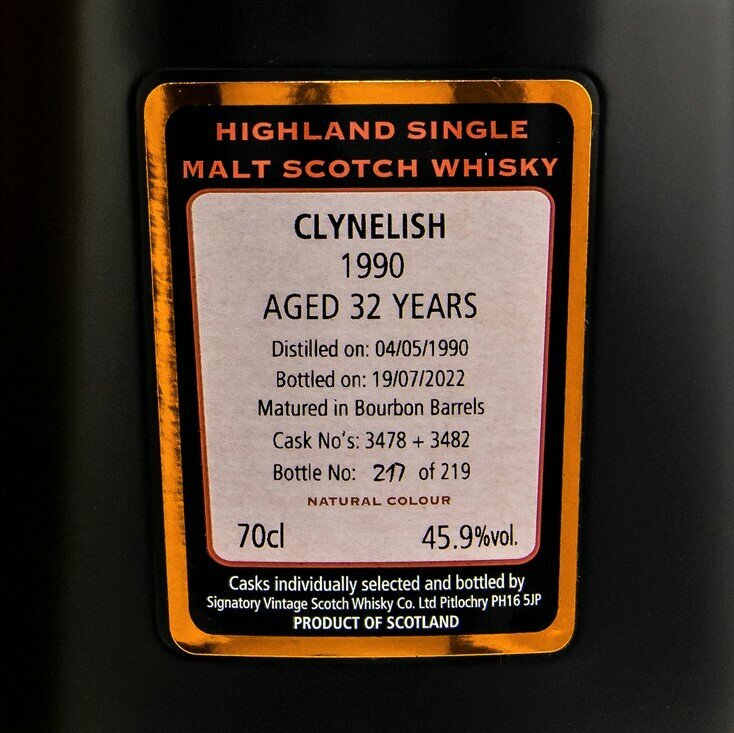 HIGHLAND SINGLE
MALT SCOTCH WHISKY
CLYNELISH
1990
AGED 32 YEARS
Distilled on: 04/05/1990
Bottled on: 19/07/2022
Matured in Bourbon Barrels
Cask No's: 3478 + 3482
Bottle No: 217 of 219
NATURAL COLOUR
70cl 45.9%vol.
Casks individually selected and bottled by
Signatory Vintage Scotch Whisky Co. Ltd Pitlochry PH16 5JP
PRODUCT OF SCOTLAND